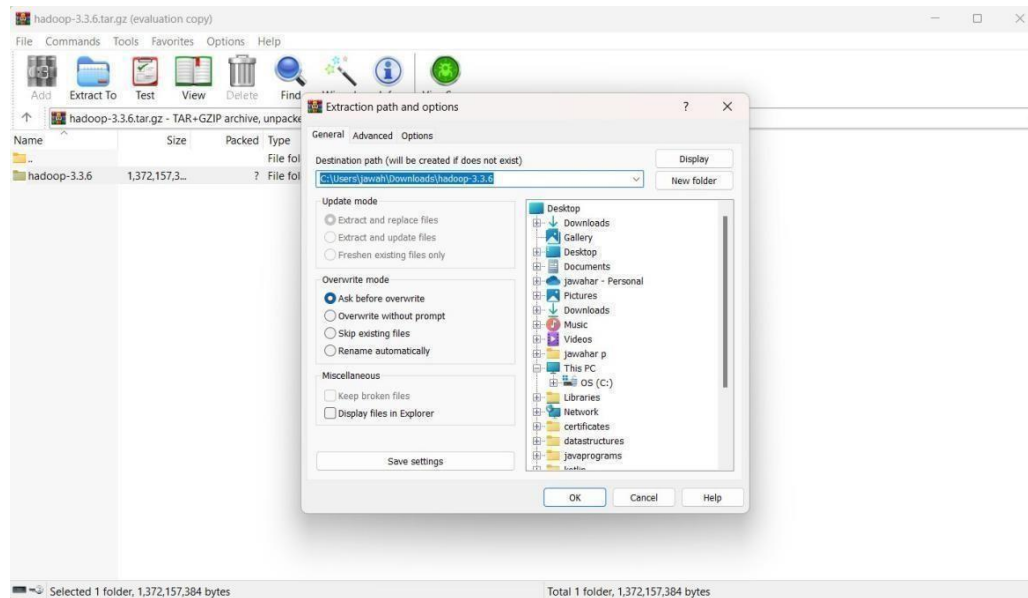 hadoop-3.3.6.tar.gz (evaluation copy)
File Commands Tools Favorites Options Help
Add Extract To Test View Delete Find
hadoop-3.3.6.tar.gz - TAR+GZIP archive, unpacke
Name Size Packed Type
.. File fol
hadoop-3.3.6 1,372,157,3... ? File fol
Extraction path and options ?
General Advanced Options
Destination path (will be created if does not exist)
Display
C:\Users\jawah\Downloads\hadoop-3.3.6
New folder
Update mode
Extract and replace files
Extract and update files
Freshen existing files only
Overwrite mode
Ask before overwrite
Overwrite without prompt
Skip existing files
Rename automatically
Miscellaneous
Keep broken files
Display files in Explorer
Save settings
Desktop
Downloads
Gallery
Desktop
Documents
jawahar - Personal
Pictures
Downloads
Music
Videos
jawahar p
This PC
OS (C:)
Libraries
Network
certificates
datastructures
javaprograms
OK Cancel Help
Selected 1 folder, 1,372,157,384 bytes
Total 1 folder, 1,372,157,384 bytes